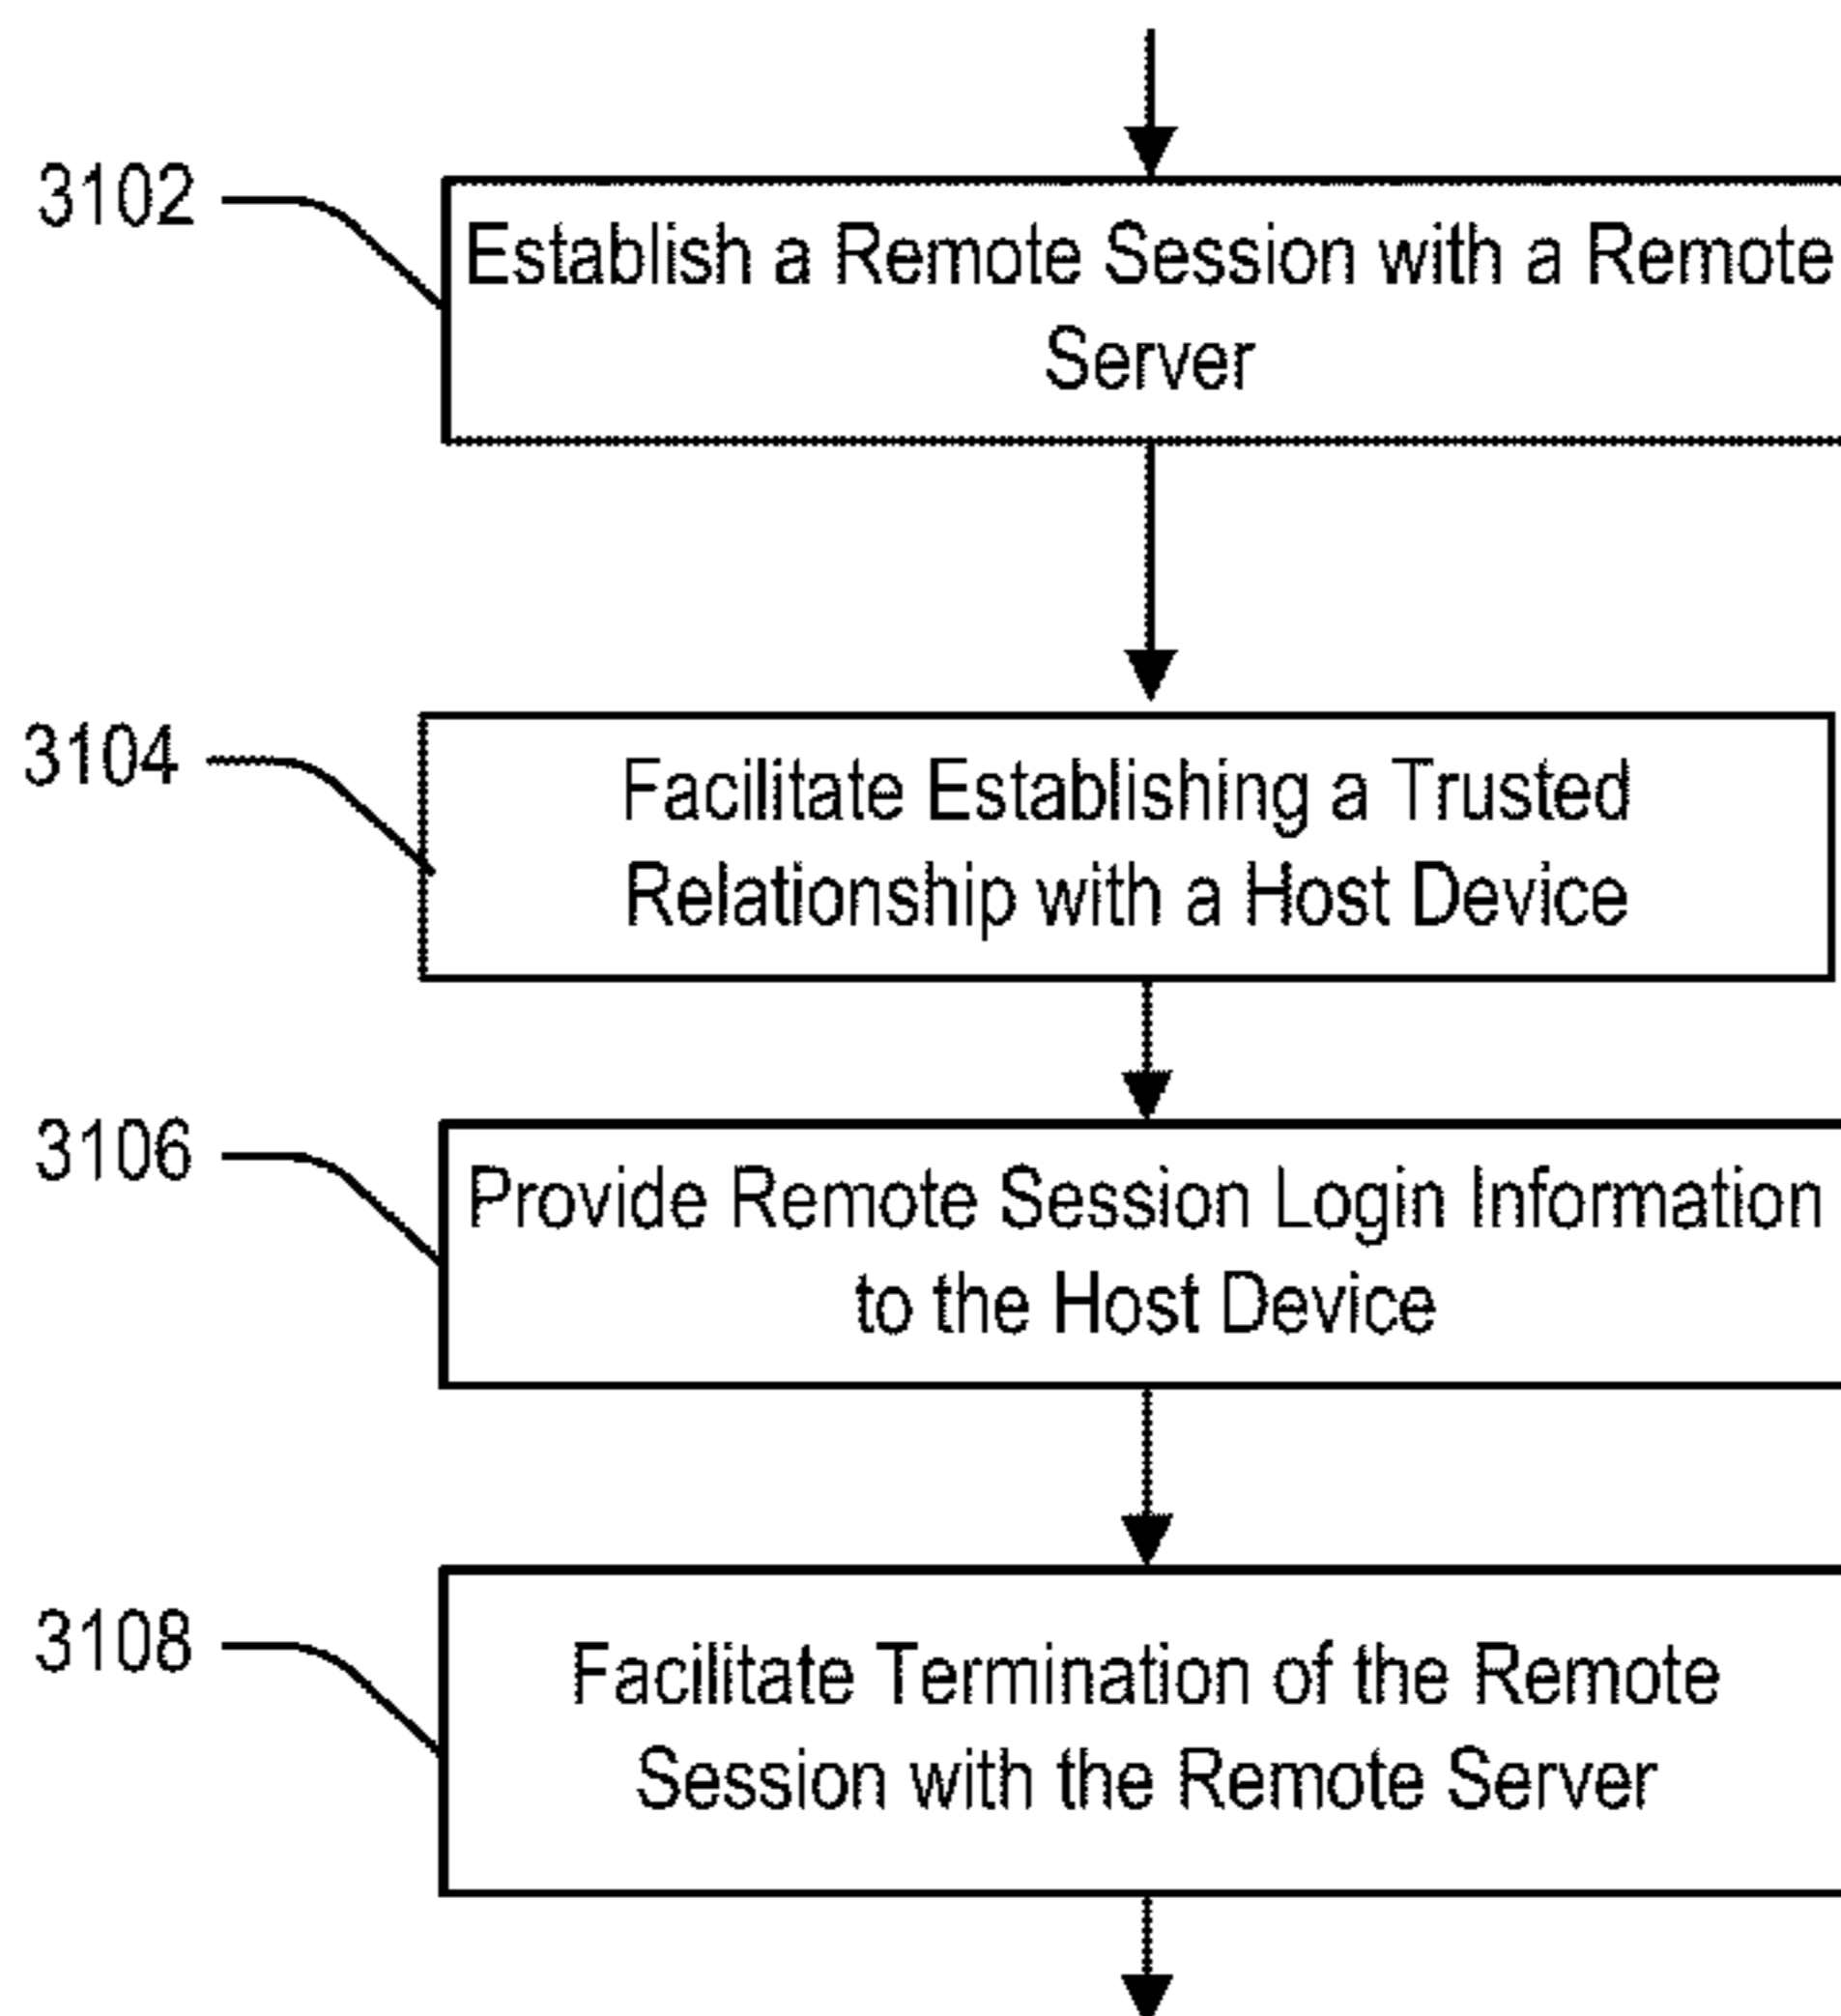 3102
Establish a Remote Session with a Remote
Server
3104
Facilitate Establishing a Trusted
Relationship with a Host Device
3106
Provide Remote Session Login Information
to the Host Device
3108
Facilitate Termination of the Remote
Session with the Remote Server